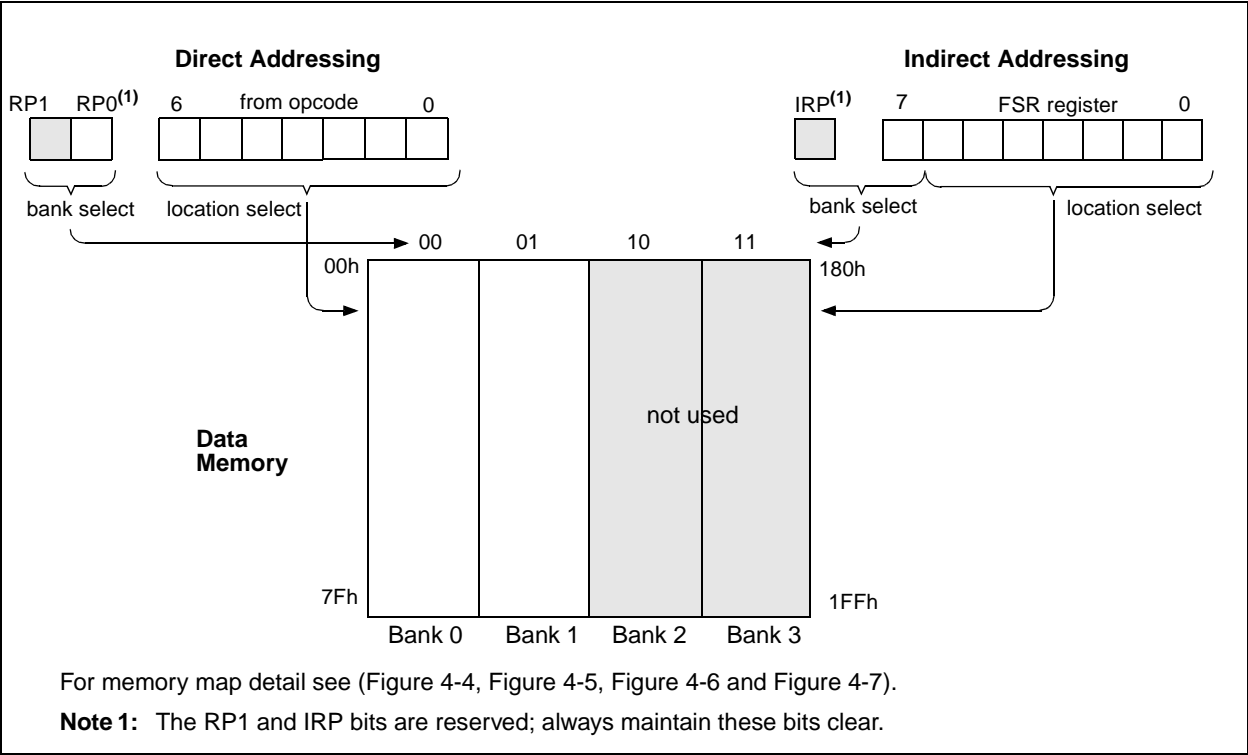 Direct Addressing
Indirect Addressing
RP1 RP0(1) 6 from opcode 0
IRP(1) 7 FSR register 0
bank select location select
bank select location select
00 01 10 11
00h 180h
not used
Data
Memory
7Fh 1FFh
Bank 0 Bank 1 Bank 2 Bank 3
For memory map detail see (Figure 4-4, Figure 4-5, Figure 4-6 and Figure 4-7).
Note 1: The RP1 and IRP bits are reserved; always maintain these bits clear.